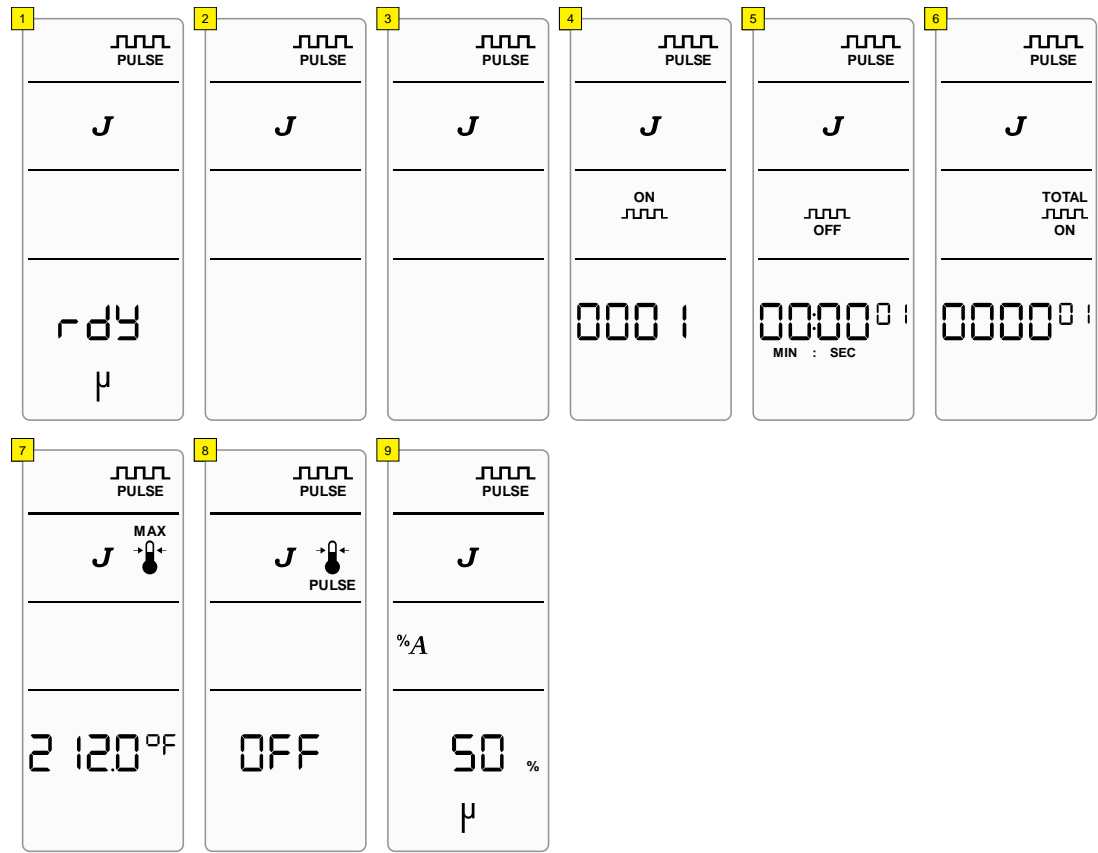 1
PULSE
J
rdy
µ
2
PULSE
J
3
PULSE
J
4
PULSE
J
ON
0001
5
PULSE
J
OFF
00:00 01
MIN : SEC
6
PULSE
J
TOTAL
ON
0000 01
7
PULSE
MAX
J
212.0 °F
8
PULSE
J
PULSE
OFF
9
PULSE
J
%A
50 %
µ